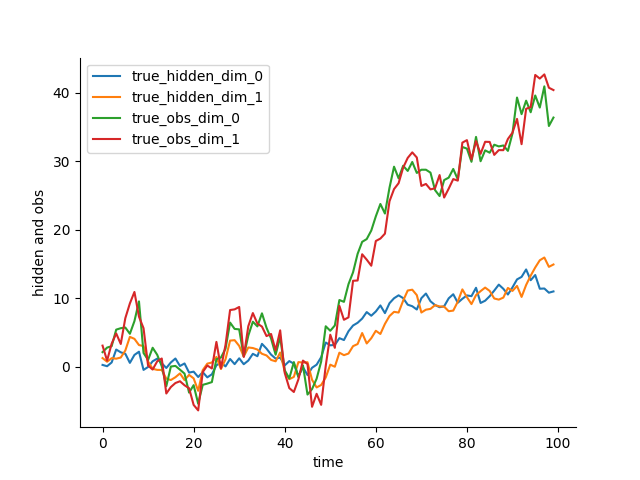 true_hidden_dim_0
true_hidden_dim_1
true_obs_dim_0
true_obs_dim_1
hidden and obs
40
30
20
10
0
0 20 40 60 80 100
time